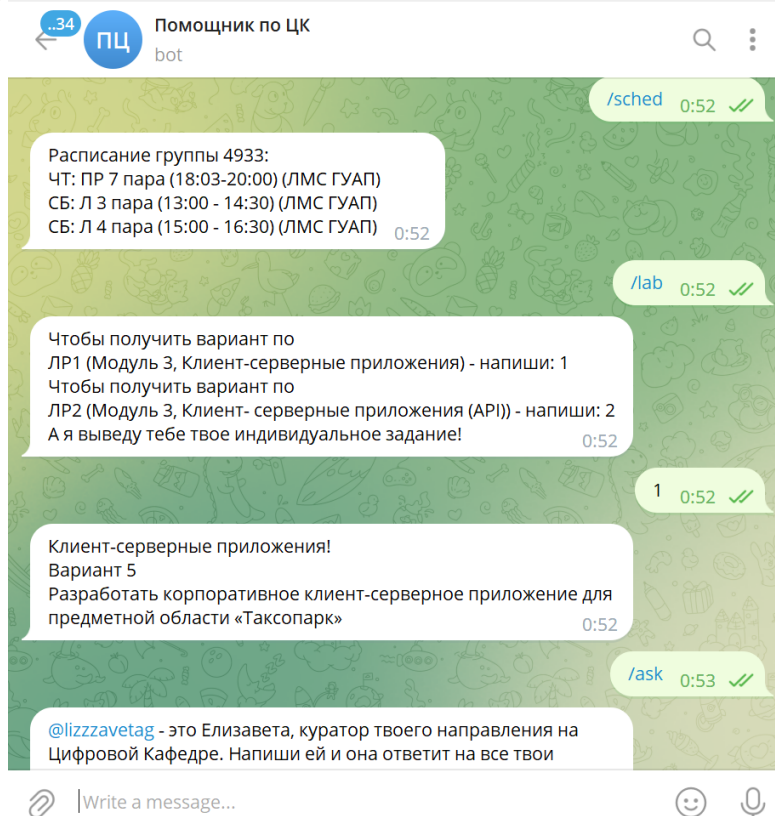 ..34
ПЦ
Помощник по ЦК
bot
/sched 0:52
Расписание группы 4933:
ЧТ: ПР 7 пара (18:03-20:00) (ЛМС ГУАП)
СБ: Л 3 пара (13:00 - 14:30) (ЛМС ГУАП)
СБ: Л 4 пара (15:00 - 16:30) (ЛМС ГУАП) 0:52
/lab 0:52
Чтобы получить вариант по
ЛР1 (Модуль 3, Клиент-серверные приложения) - напиши: 1
Чтобы получить вариант по
ЛР2 (Модуль 3, Клиент- серверные приложения (API)) - напиши: 2
А я выведу тебе твое индивидуальное задание! 0:52
1 0:52
Клиент-серверные приложения!
Вариант 5
Разработать корпоративное клиент-серверное приложение для
предметной области «Таксопарк» 0:52
/ask 0:53
@lizzzavetag - это Елизавета, куратор твоего направления на
Цифровой Кафедре. Напиши ей и она ответит на все твои
Write a message...